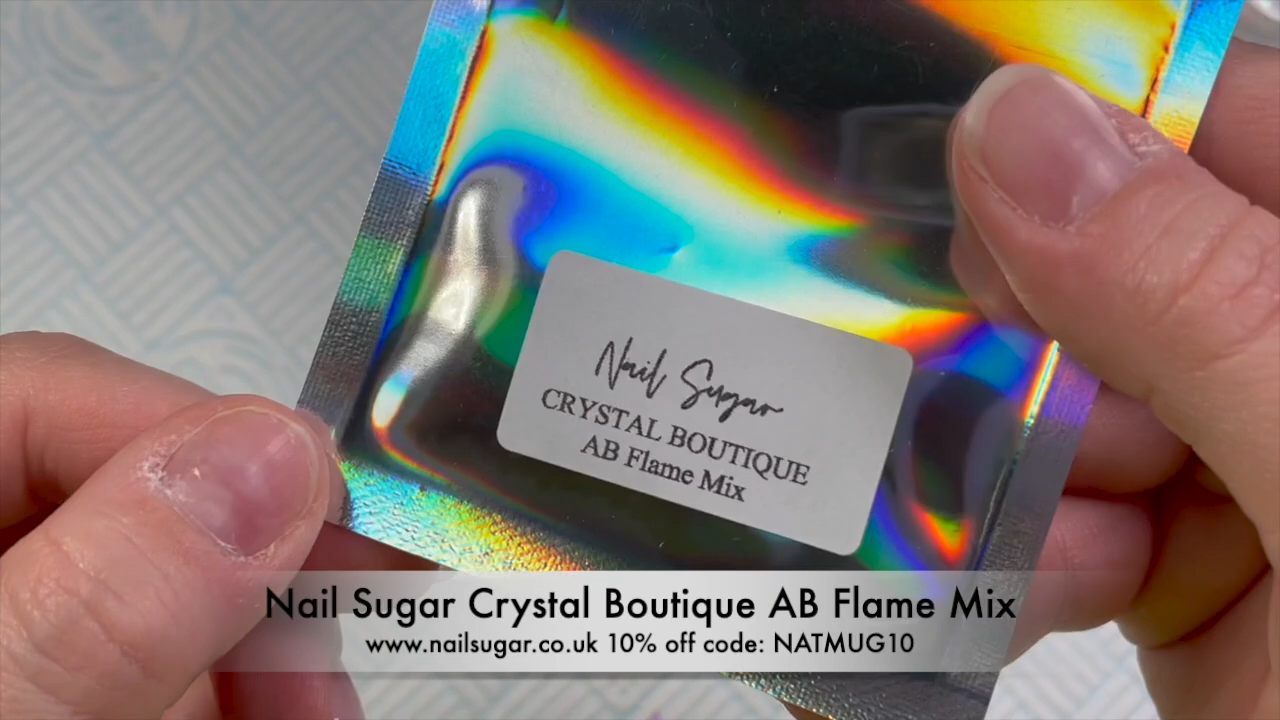 Nail Sugar
CRYSTAL BOUTIQUE
AB Flame Mix
Nail Sugar Crystal Boutique AB Flame Mix
www.nailsugar.co.uk 10% off code: NATMUG10